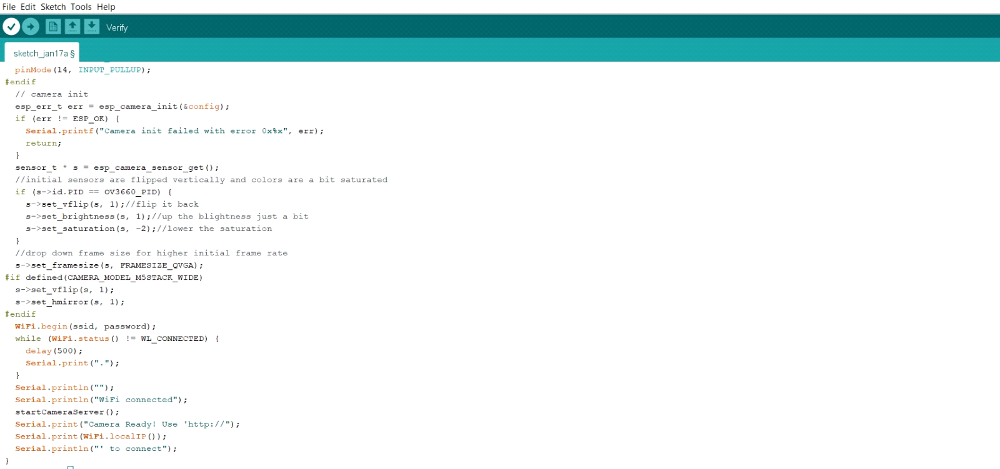 File Edit Sketch Tools Help
Verify
sketch_jan17a §
pinMode(14, INPUT_PULLUP);
#endif
// camera init
esp_err_t err = esp_camera_init(&config);
if (err != ESP_OK) {
Serial.printf("Camera init failed with error 0x%x", err);
return;
}
sensor_t * s = esp_camera_sensor_get();
//initial sensors are flipped vertically and colors are a bit saturated
if (s->id.PID == OV3660_PID) {
s->set_vflip(s, 1);//flip it back
s->set_brightness(s, 1);//up the blightness just a bit
s->set_saturation(s, -2);//lower the saturation
}
//drop down frame size for higher initial frame rate
s->set_framesize(s, FRAMESIZE_QVGA);
#if defined(CAMERA_MODEL_M5STACK_WIDE)
s->set_vflip(s, 1);
s->set_hmirror(s, 1);
#endif
WiFi.begin(ssid, password);
while (WiFi.status() != WL_CONNECTED) {
delay(500);
Serial.print(".");
}
Serial.println("");
Serial.println("WiFi connected");
startCameraServer();
Serial.print("Camera Ready! Use 'http://");
Serial.print(WiFi.localIP());
Serial.println("' to connect");
}